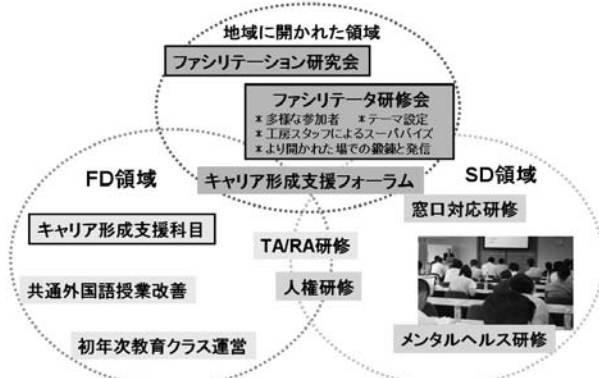 地域に開かれた領域
ファシリテーション研究会
ファシリテータ研修会
＊多様な参加者　＊テーマ設定
＊工房スタッフによるスーパバイズ
＊より開かれた場での鍛錬と発信
FD領域
キャリア形成支援フォーラム
SD領域
窓口対応研修
キャリア形成支援科目
TA/RA研修
共通外国語授業改善
人権研修
初年次教育クラス運営
メンタルヘルス研修